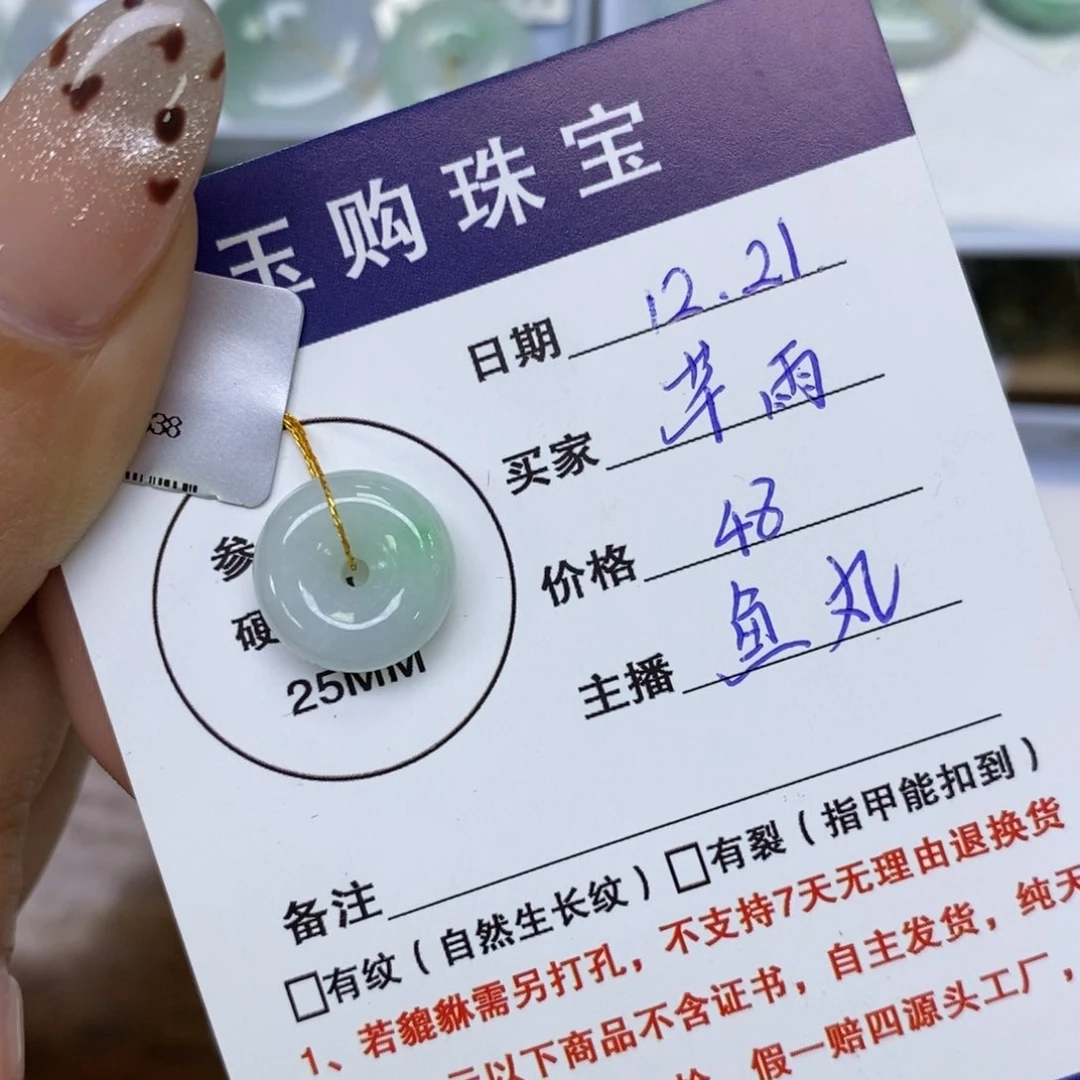 玉购珠宝
日期 12.21
买家 芊雨
价格 48
主播 鱼丸
38
参
硬
25MM
备注
□有纹（自然生长纹）□有裂（指甲能扣到）
1、若貔貅需另打孔，不支持7天无理由退换货
以下商品不含证书，自主发货，纯天
假一赔四源头工厂，